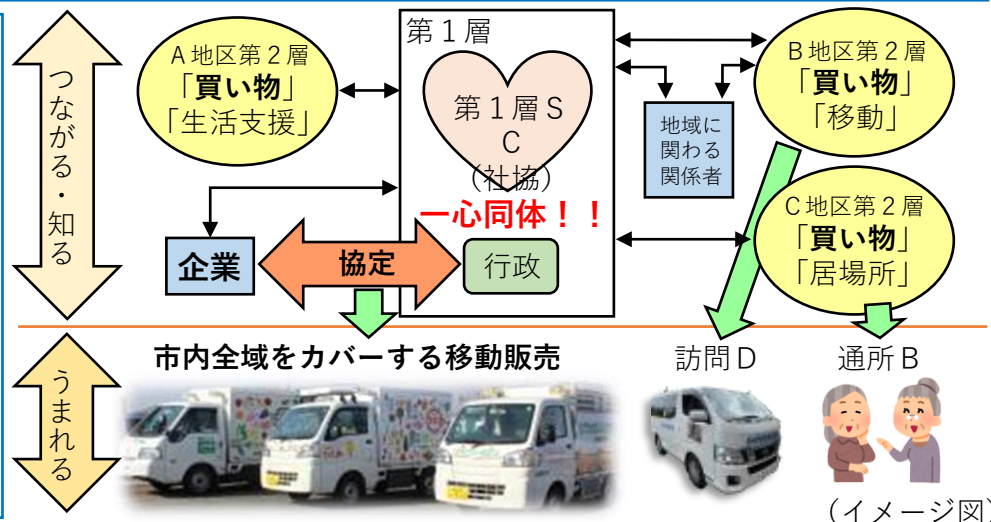 つながる・知る
A地区第2層
「買い物」
「生活支援」
第1層
第1層S
C
(社協)
一心同体!!
行政
企業
協定
地域に
関わる
関係者
B地区第2層
「買い物」
「移動」
C地区第2層
「買い物」
「居場所」
うまれる
市内全域をカバーする移動販売
訪問D
通所B
(イメージ図)